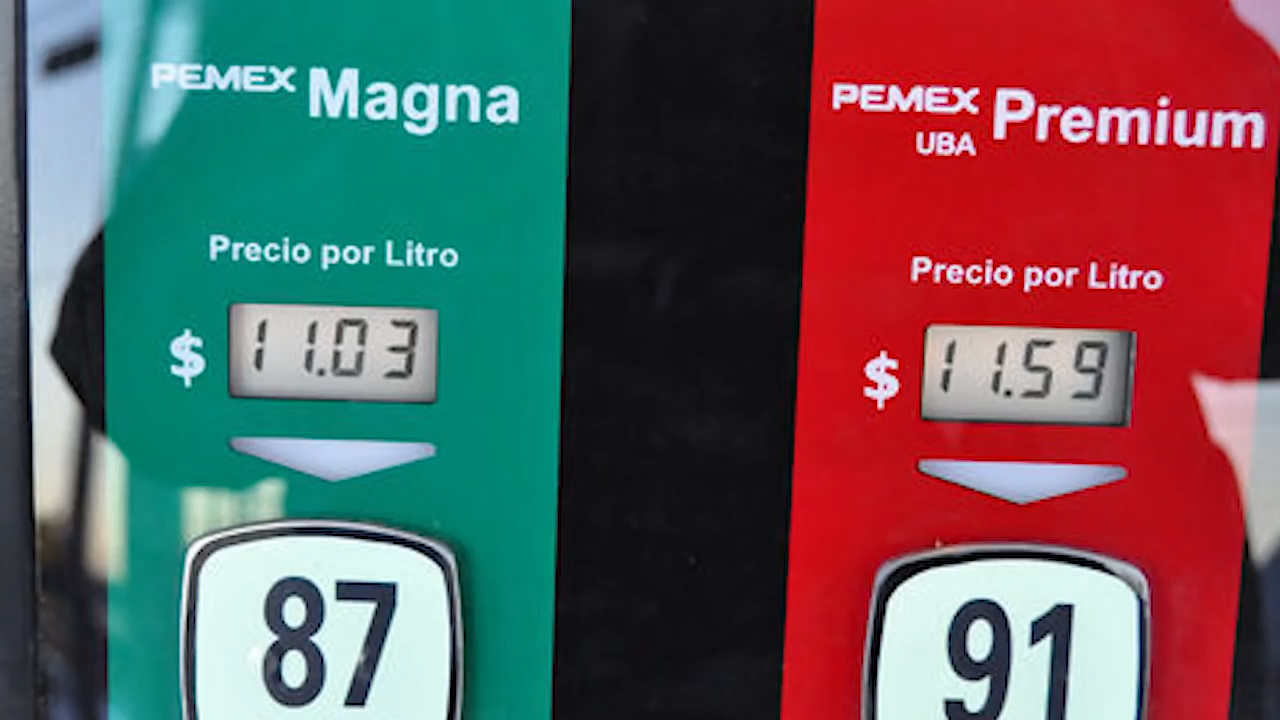 PEMEX Magna
Precio por Litro
$ 11.03
87
PEMEX Premium
UBA
Precio por Litro
$ 11.59
91